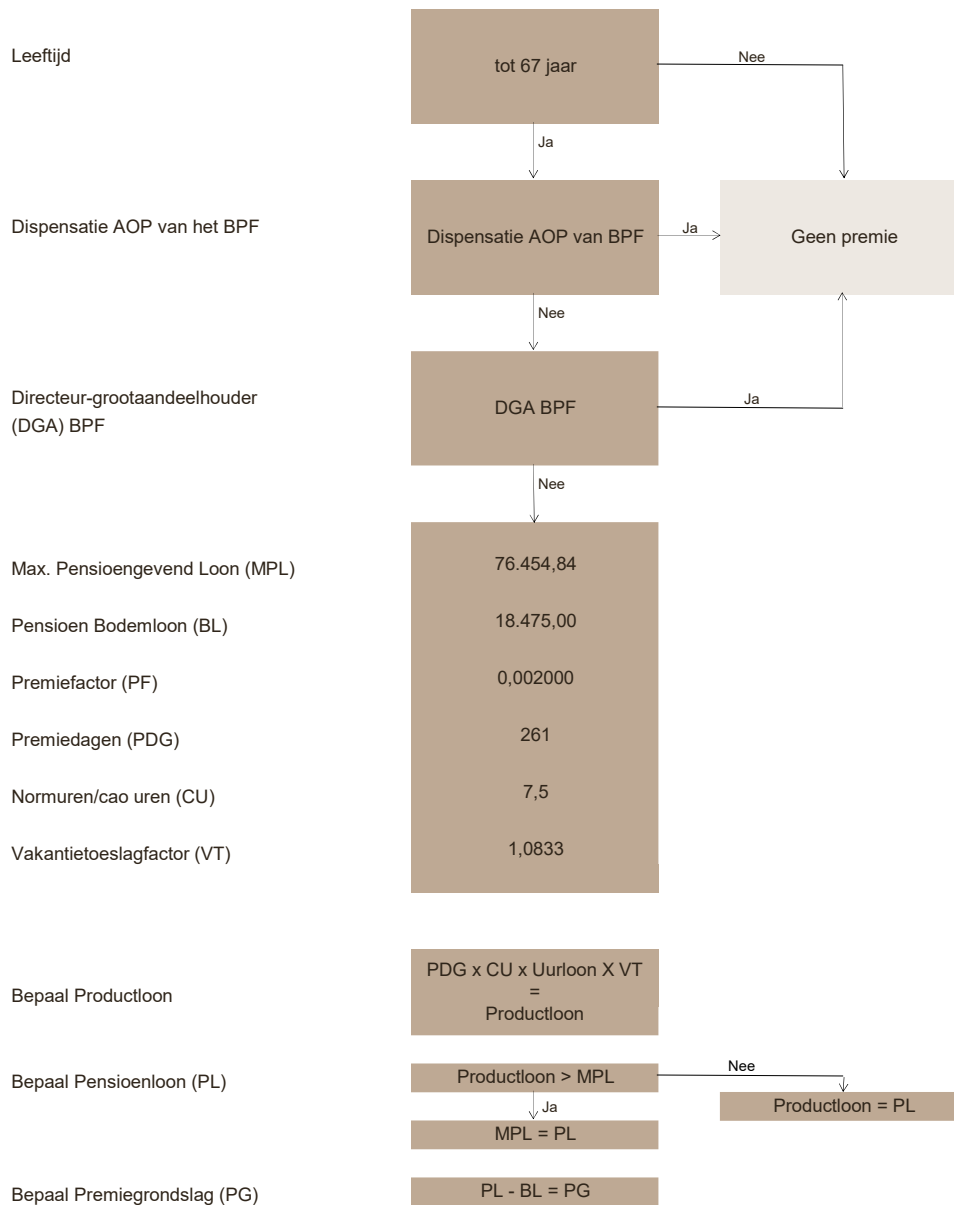 Leeftijd
tot 67 jaar
Nee
Ja
Dispensatie AOP van het BPF
Dispensatie AOP van BPF
Ja
Geen premie
Nee
Directeur-grootaandeelhouder
(DGA) BPF
DGA BPF
Ja
Nee
Max. Pensioengevend Loon (MPL)
76.454,84
Pensioen Bodemloon (BL)
18.475,00
Premiefactor (PF)
0,002000
Premiedagen (PDG)
261
Normuren/cao uren (CU)
7,5
Vakantietoeslagfactor (VT)
1,0833
Bepaal Productloon
PDG x CU x Uurloon X VT
=
Productloon
Bepaal Pensioenloon (PL)
Productloon > MPL
Nee
Ja
Productloon = PL
MPL = PL
Bepaal Premiegrondslag (PG)
PL - BL = PG